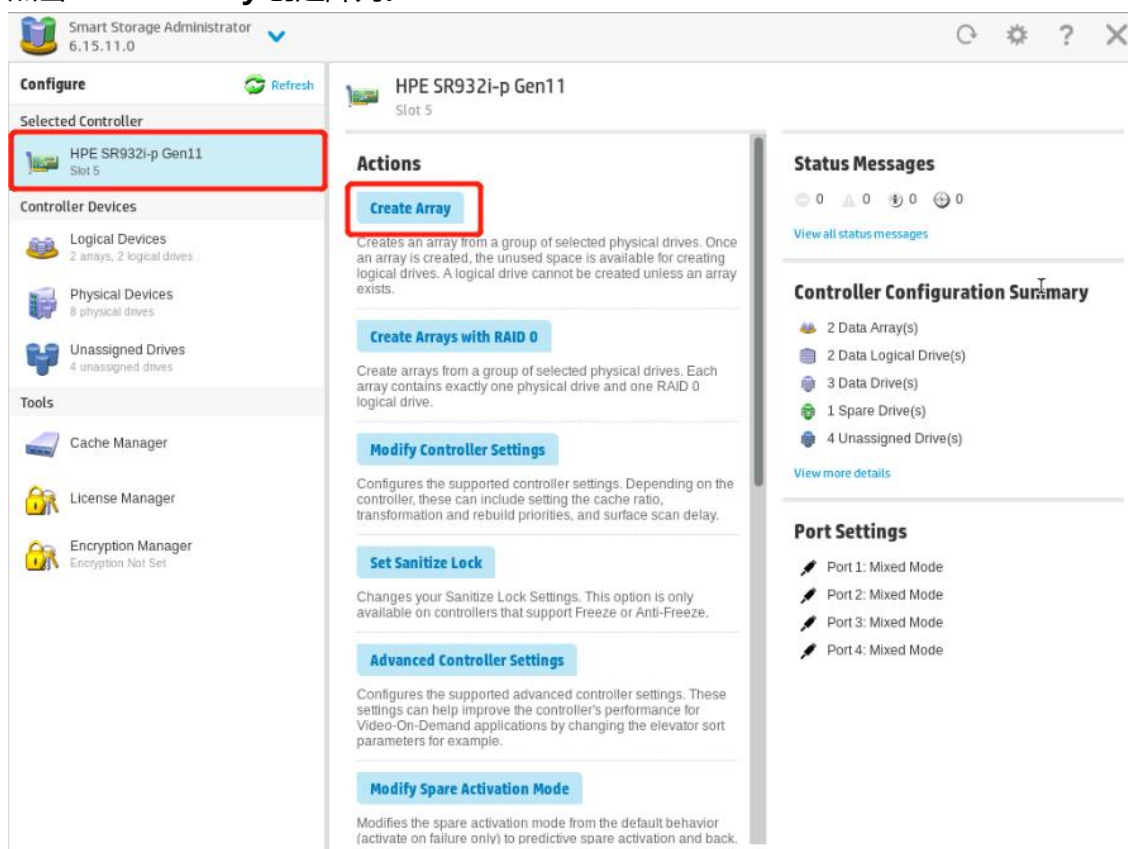 Smart Storage Administrator
6.15.11.0
Configure
Refresh
Selected Controller
HPE SR932i-p Gen11
Slot 5
Controller Devices
Logical Devices
2 arrays, 2 logical drives
Physical Devices
8 physical drives
Unassigned Drives
4 unassigned drives
Tools
Cache Manager
License Manager
Encryption Manager
Encryption Not Set
HPE SR932i-p Gen11
Slot 5
Actions
Create Array
Creates an array from a group of selected physical drives. Once
an array is created, the unused space is available for creating
logical drives. A logical drive cannot be created unless an array
exists.
Create Arrays with RAID 0
Create arrays from a group of selected physical drives. Each
array contains exactly one physical drive and one RAID 0
logical drive.
Modify Controller Settings
Configures the supported controller settings. Depending on the
controller, these can include setting the cache ratio,
transformation and rebuild priorities, and surface scan delay.
Set Sanitize Lock
Changes your Sanitize Lock Settings. This option is only
available on controllers that support Freeze or Anti-Freeze.
Advanced Controller Settings
Configures the supported advanced controller settings. These
settings can help improve the controller's performance for
Video-On-Demand applications by changing the elevator sort
parameters for example.
Modify Spare Activation Mode
Modifies the spare activation mode from the default behavior
(activate on failure only) to predictive spare activation and back.
Status Messages
0 0 0 0
View all status messages
Controller Configuration Summary
2 Data Array(s)
2 Data Logical Drive(s)
3 Data Drive(s)
1 Spare Drive(s)
4 Unassigned Drive(s)
View more details
Port Settings
Port 1: Mixed Mode
Port 2: Mixed Mode
Port 3: Mixed Mode
Port 4: Mixed Mode